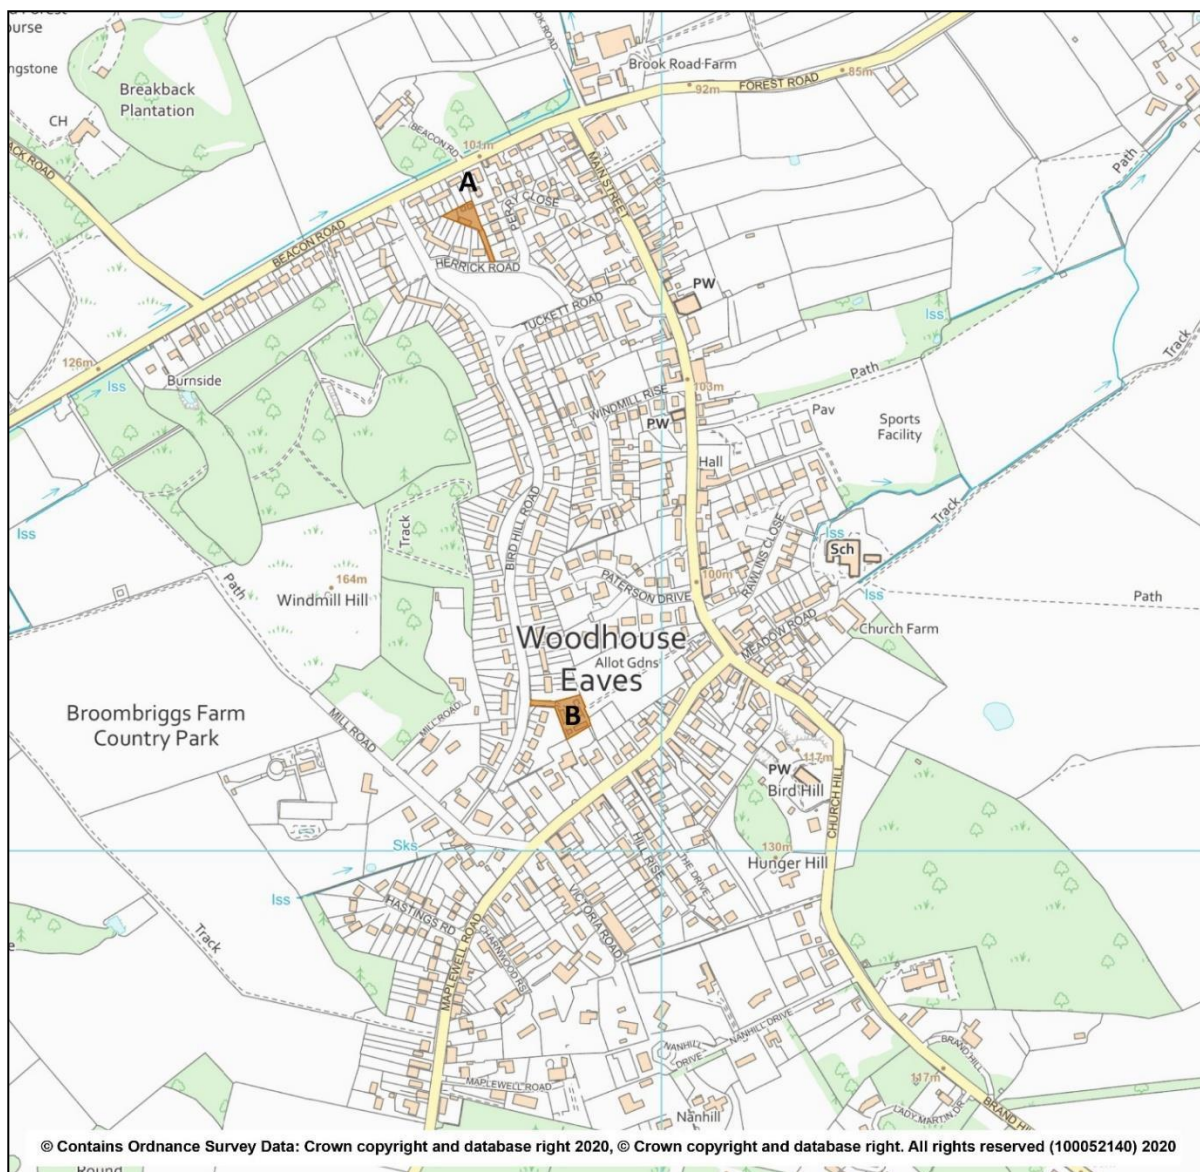 urse
ngstone
Breakback
Plantation
CH
BEACON RD
101m
Brook Road Farm
92m
FOREST ROAD
85m
ACK ROAD
A
PERRY CLOSE
MAIN STREET
Path
BEACON ROAD
HERRICK ROAD
PW
TUCKETT ROAD
Iss
126m
Iss
Burnside
Path
Track
103m
WINDMILL RISE
PW
Pav
Sports
Facility
Hall
Iss
Track
BIRD HILL ROAD
RAWLINS CLOSE
Track
Iss
Sch
Path
164m
Windmill Hill
PATERSON DRIVE
100m
Iss
Path
MEADOW ROAD
Church Farm
Woodhouse
Eaves
Allot Gdns
B
Broombriggs Farm
Country Park
MILL ROAD
MILL ROAD
117m
PW
Bird Hill
CHURCH HILL
130m
Hunger Hill
Sks
HILL RISE
THE DRIVE
Iss
HASTINGS RD
VICTORIA ROAD
Track
CHARNWOOD RI
MAPLEWELL ROAD
NANHILL DRIVE
NANHILL
DRIVE
BRAND HILL
117m
MAPLEWELL ROAD
LADY MARTIN DR
BRAND HI
Nanhill
© Contains Ordnance Survey Data: Crown copyright and database right 2020, © Crown copyright and database right. All rights reserved (100052140) 2020